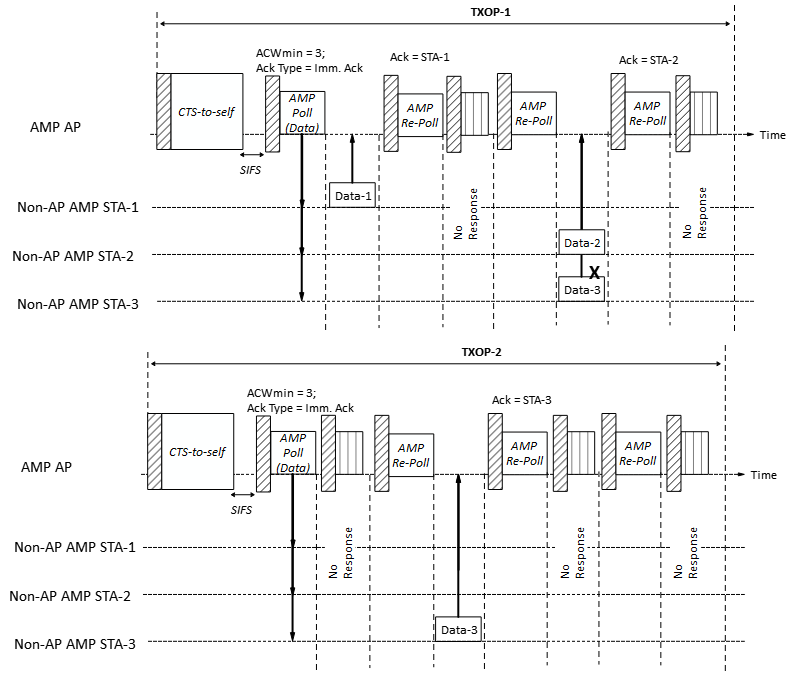 TXOP-1
ACWmin = 3;
Ack Type = Imm. Ack
Ack = STA-1
Ack = STA-2
CTS-to-self
AMP
Poll
(Data)
AMP
Re-Poll
AMP
Re-Poll
AMP
Re-Poll
AMP AP
Time
SIFS
Data-1
Non-AP AMP STA-1
No
Response
No
Response
Data-2
Non-AP AMP STA-2
X
Data-3
Non-AP AMP STA-3
TXOP-2
ACWmin = 3;
Ack Type = Imm. Ack
Ack = STA-3
CTS-to-self
AMP
Poll
(Data)
AMP
Re-Poll
AMP
Re-Poll
AMP
Re-Poll
AMP AP
Time
SIFS
Non-AP AMP STA-1
No
Response
No
Response
No
Response
Non-AP AMP STA-2
Data-3
Non-AP AMP STA-3